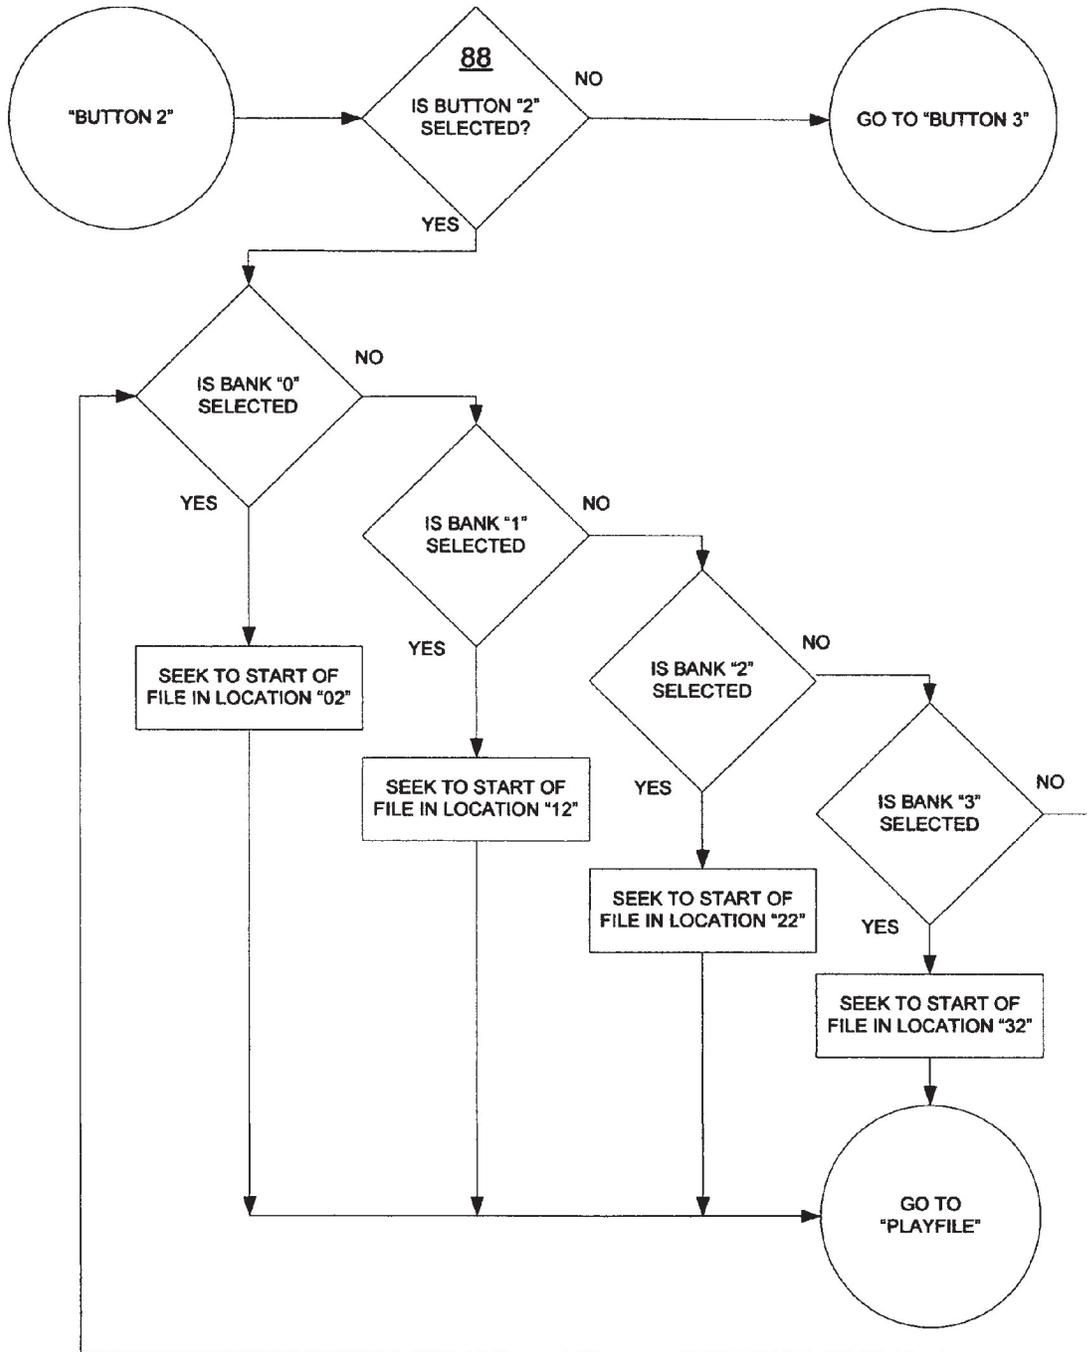 "BUTTON 2"
88
IS BUTTON "2"
SELECTED?
NO
GO TO "BUTTON 3"
YES
IS BANK "0"
SELECTED
NO
YES
IS BANK "1"
SELECTED
NO
YES
SEEK TO START OF
FILE IN LOCATION "02"
IS BANK "2"
SELECTED
NO
YES
SEEK TO START OF
FILE IN LOCATION "12"
IS BANK "3"
SELECTED
NO
YES
SEEK TO START OF
FILE IN LOCATION "22"
SEEK TO START OF
FILE IN LOCATION "32"
GO TO
"PLAYFILE"